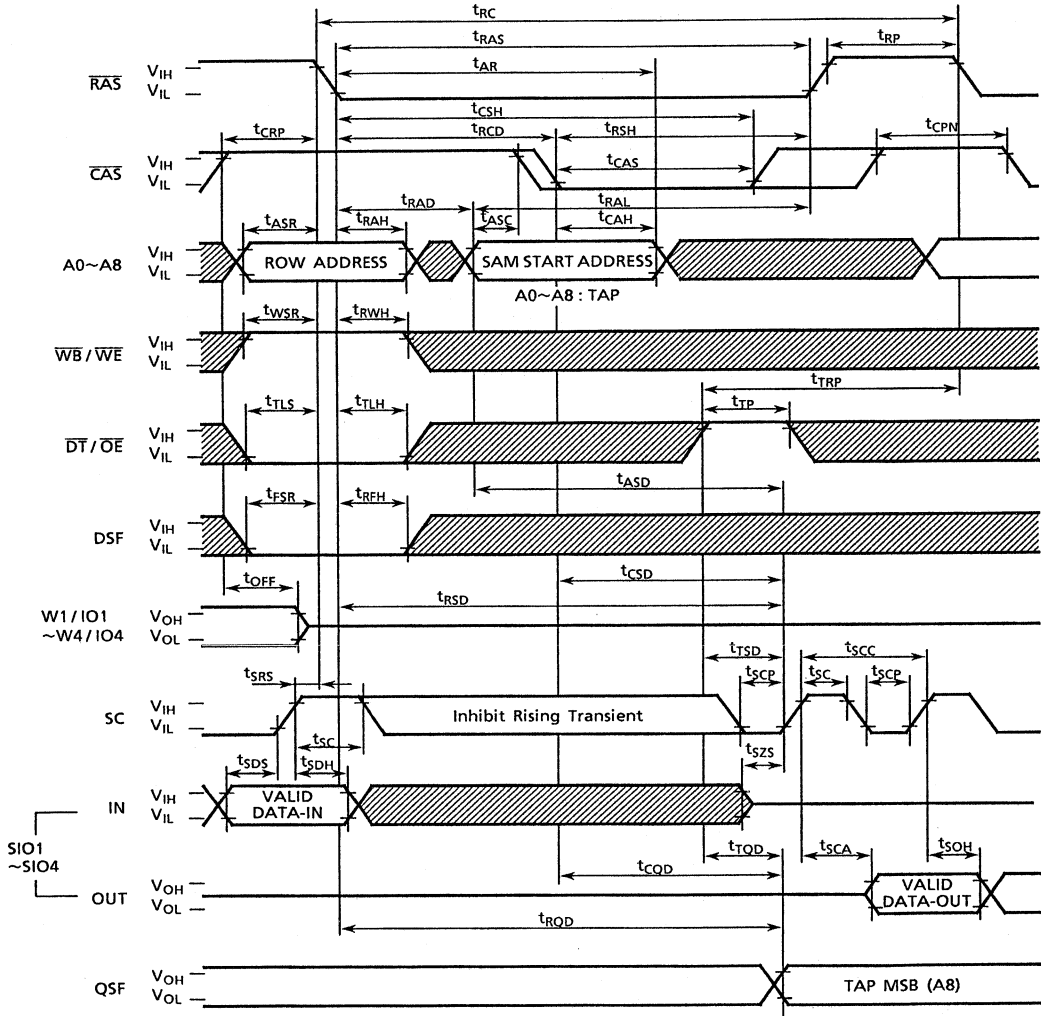 tRC
tRAS
tRP
tAR
RAS
VIH
VIL
tCSH
tCRP
tRCD
tRSH
tCPN
CAS
VIH
VIL
tCAS
tRAD
tRAL
tASR
tRAH
tASC
tCAH
A0~A8
VIH
VIL
ROW ADDRESS
SAM START ADDRESS
A0~A8 : TAP
tWSR
tRWH
WB / WE
VIH
VIL
tTRP
tTLS
tTLH
tTP
DT / OE
VIH
VIL
tASD
tFSR
tRFH
DSF
VIH
VIL
tOFF
tCSD
tRSD
W1 / IO1
~W4 / IO4
VOH
VOL
tTSD
tSCC
tSRS
tSCP
tSC
tSCP
SC
VIH
VIL
Inhibit Rising Transient
tSC
tSZS
tSDS
tSDH
IN
VIH
VIL
VALID
DATA-IN
SIO1
~SIO4
tTQD
tSCA
tSOH
tCQD
OUT
VOH
VOL
VALID
DATA-OUT
tRQD
QSF
VOH
VOL
TAP MSB (A8)